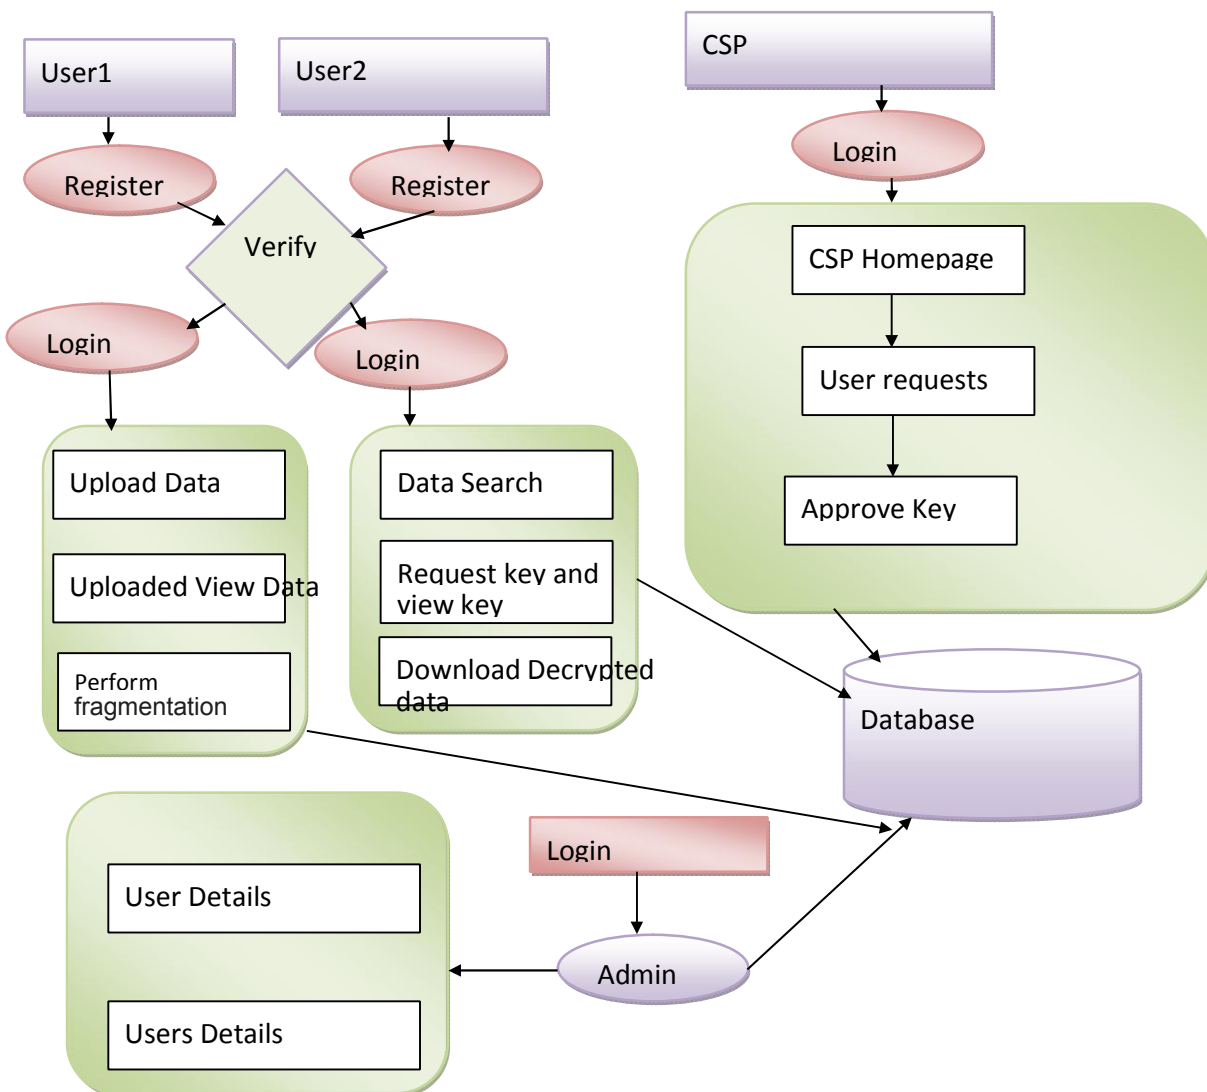 User1
User2
CSP
Register
Register
Login
Verify
CSP Homepage
Login
Login
User requests
Upload Data
Data Search
Approve Key
Uploaded View Data
Request key and
view key
Perform
fragmentation
Download Decrypted
data
Database
Login
User Details
Admin
Users Details